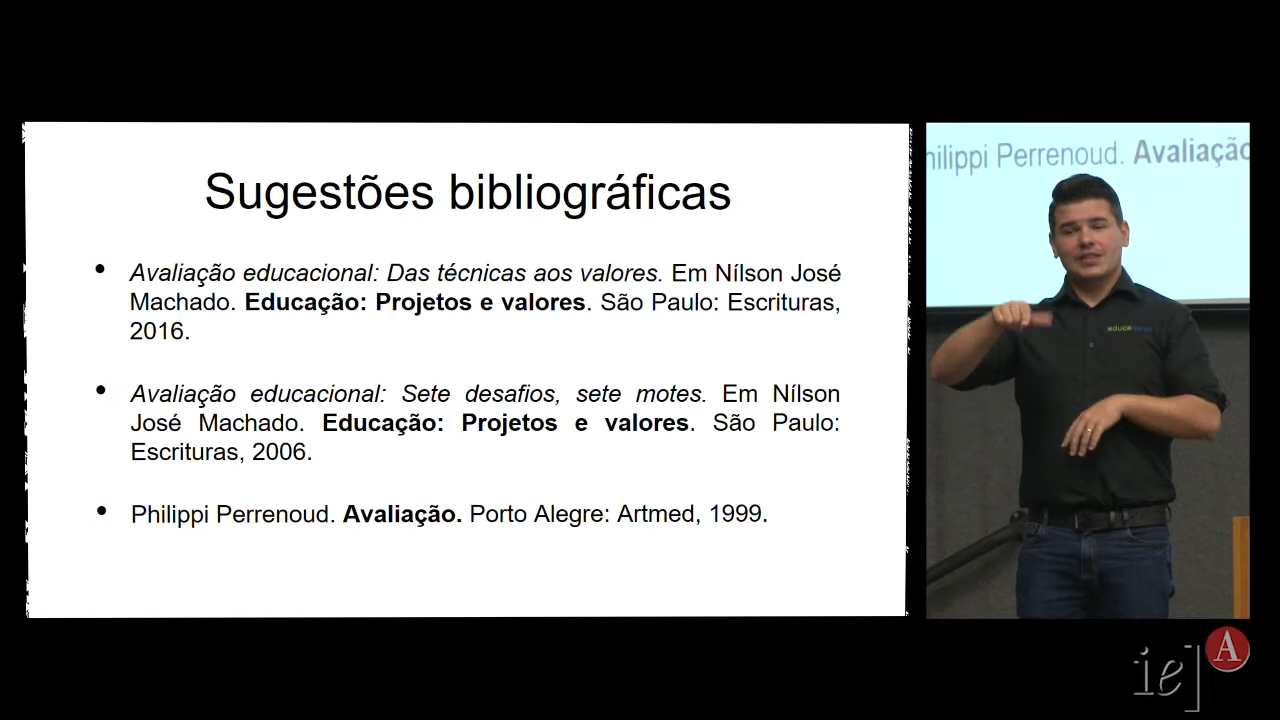 Sugestões bibliográficas
Avaliação educacional: Das técnicas aos valores. Em Nílson José
Machado. Educação: Projetos e valores. São Paulo: Escrituras,
2016.
Avaliação educacional: Sete desafios, sete motes. Em Nílson
José Machado. Educação: Projetos e valores. São Paulo:
Escrituras, 2006.
Philippi Perrenoud. Avaliação. Porto Alegre: Artmed, 1999.
hilippi Perrenoud. Avaliação
iea]
A